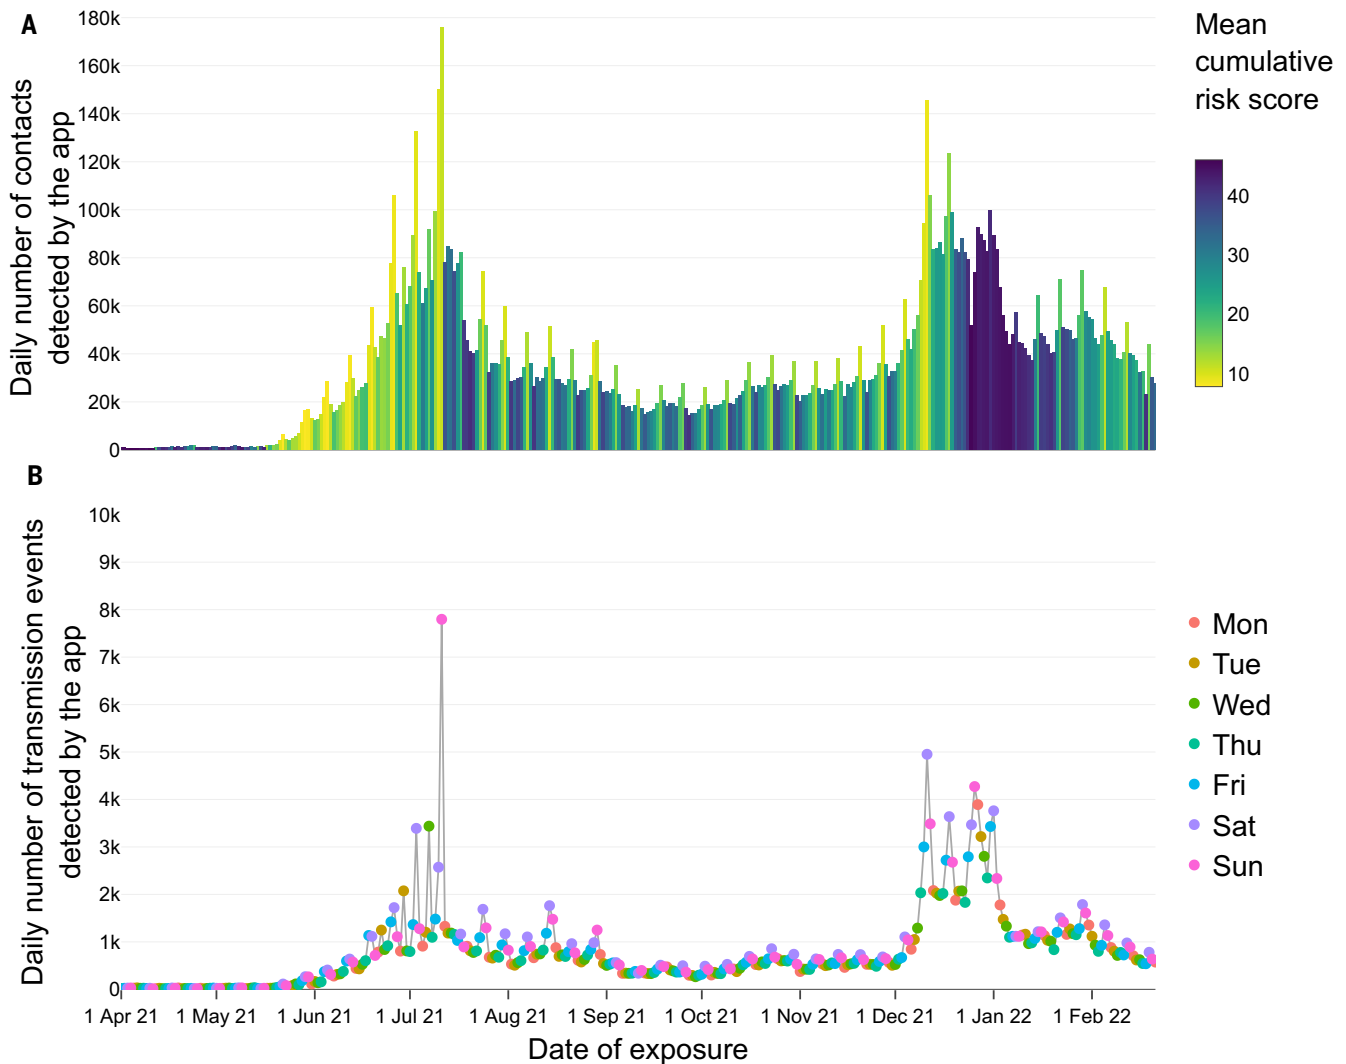 A
Daily number of contacts
detected by the app
180k
160k
140k
120k
100k
80k
60k
40k
20k
0
Mean
cumulative
risk score
40
30
20
10
B
Daily number of transmission events
detected by the app
10k
9k
8k
7k
6k
5k
4k
3k
2k
1k
0
Mon
Tue
Wed
Thu
Fri
Sat
Sun
1 Apr 21 1 May 21 1 Jun 21 1 Jul 21 1 Aug 21 1 Sep 21 1 Oct 21 1 Nov 21 1 Dec 21 1 Jan 22 1 Feb 22
Date of exposure